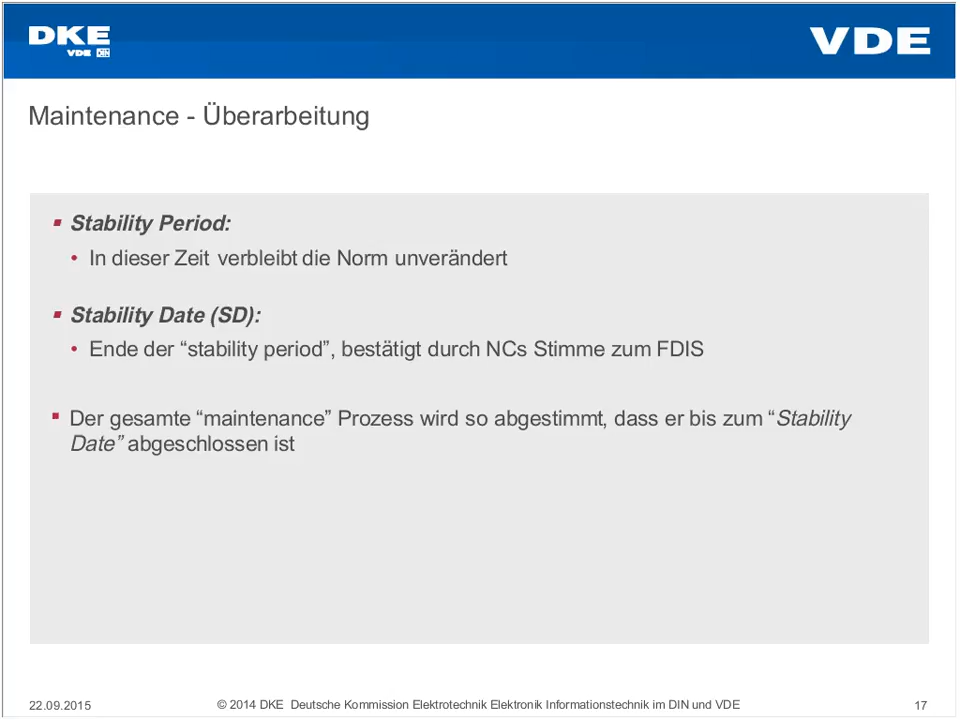 DKE
VDE DIN
VDE
Maintenance - Überarbeitung
▪ Stability Period:
• In dieser Zeit verbleibt die Norm unverändert
▪ Stability Date (SD):
• Ende der “stability period”, bestätigt durch NCs Stimme zum FDIS
▪ Der gesamte “maintenance” Prozess wird so abgestimmt, dass er bis zum “Stability
Date” abgeschlossen ist
22.09.2015
© 2014 DKE Deutsche Kommission Elektrotechnik Elektronik Informationstechnik im DIN und VDE
17